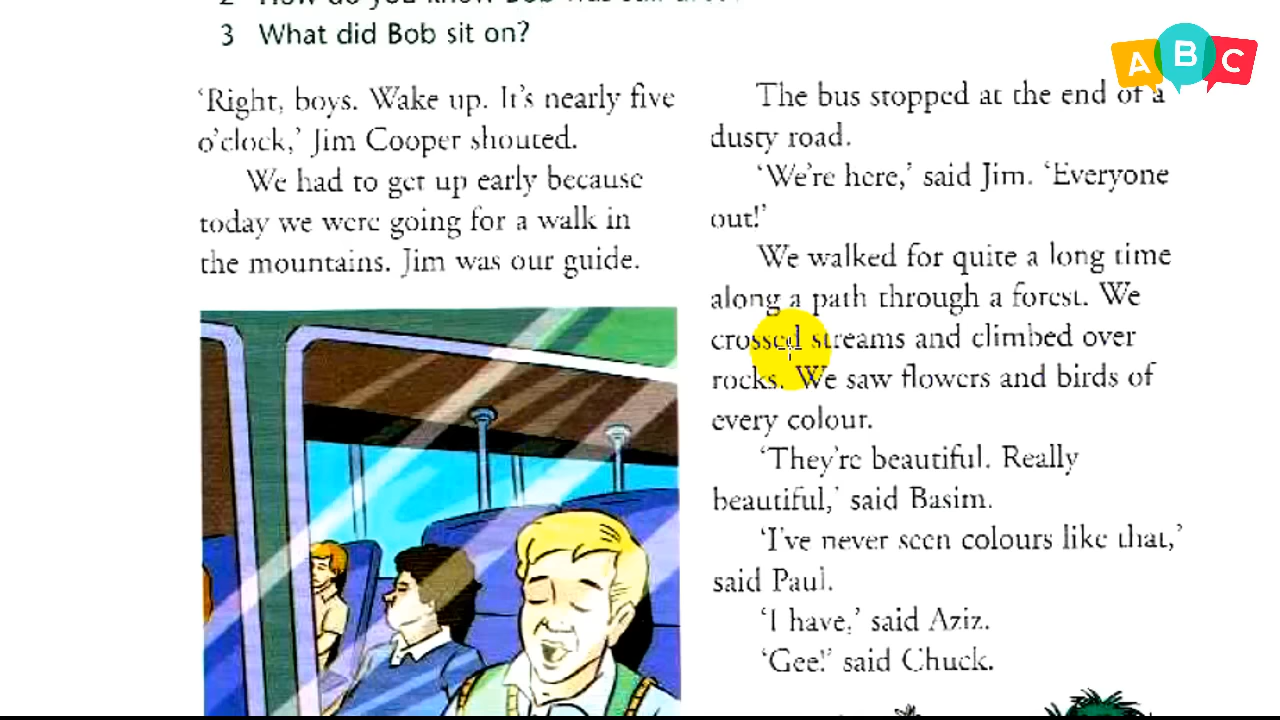 3 What did Bob sit on?
'Right, boys. Wake up. It's nearly five
o'clock,' Jim Cooper shouted.
We had to get up early because
today we were going for a walk in
the mountains. Jim was our guide.
The bus stopped at the end of a
dusty road.
'We're here,' said Jim. 'Everyone
out!'
We walked for quite a long time
along a path through a forest. We
crossed streams and climbed over
rocks. We saw flowers and birds of
every colour.
'They're beautiful. Really
beautiful,' said Basim.
'I've never seen colours like that,'
said Paul.
'I have,' said Aziz.
'Gee!' said Chuck.
A B C